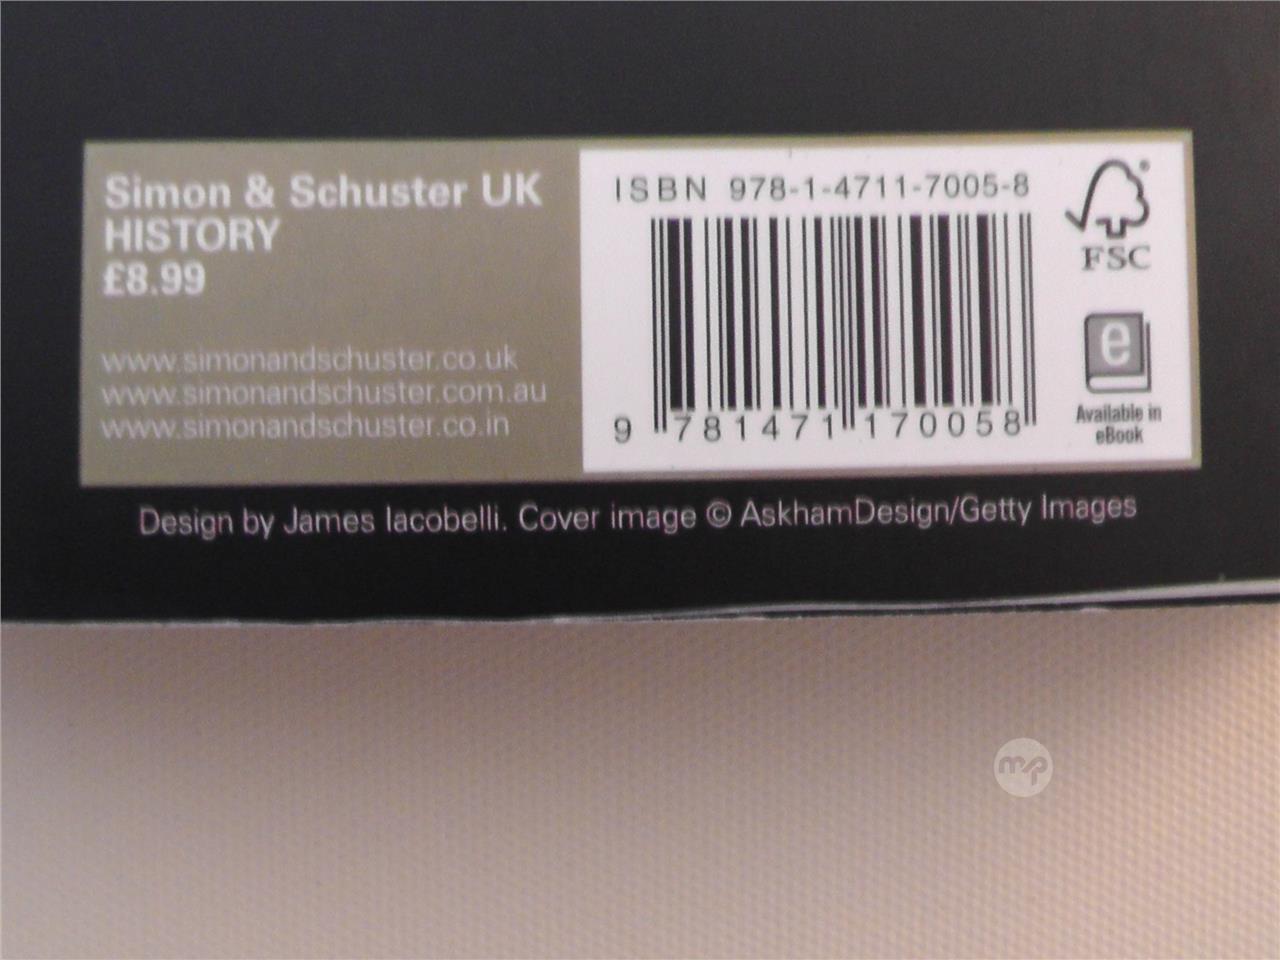 Simon & Schuster UK
HISTORY
£8.99
www.simonandschuster.co.uk
www.simonandschuster.com.au
www.simonandschuster.co.in
ISBN 978-1-4711-7005-8
9 781471 170058
®
FSC
e
Available in
eBook
Design by James Iacobelli. Cover image © AskhamDesign/Getty Images
mp